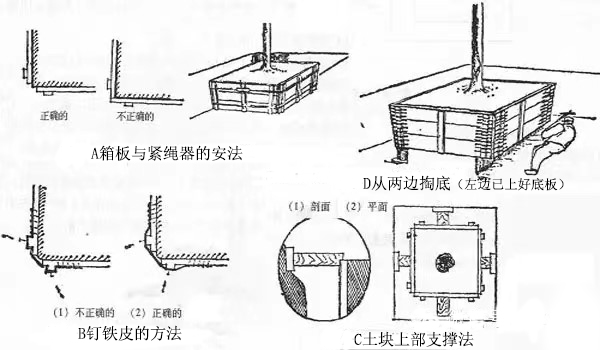 正确的
不正确的
A箱板与紧绳器的安法
D从两边掏底（左边已上好底板）
(1) 不正确的
(2) 正确的
B钉铁皮的方法
(1) 剖面
(2) 平面
C土块上部支撑法